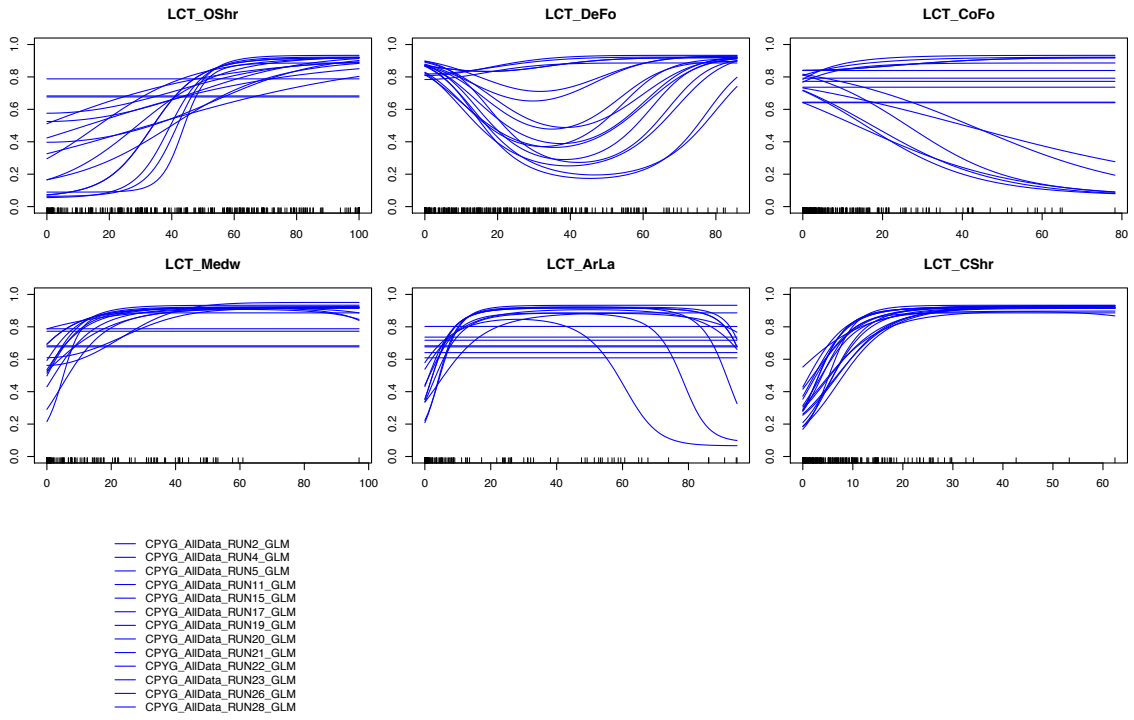 LCT_OShr LCT_DeFo LCT_CoFo
1.0
0.8
0.6
0.4
0.2
0.0
0 20 40 60 80 100 0 20 40 60 80 0 20 40 60 80
LCT_Medw LCT_ArLa LCT_CShr
1.0
0.8
0.6
0.4
0.2
0.0
0 20 40 60 80 100 0 20 40 60 80 0 10 20 30 40 50 60
CPYG_AllData_RUN2_GLM
CPYG_AllData_RUN4_GLM
CPYG_AllData_RUN5_GLM
CPYG_AllData_RUN11_GLM
CPYG_AllData_RUN15_GLM
CPYG_AllData_RUN17_GLM
CPYG_AllData_RUN19_GLM
CPYG_AllData_RUN20_GLM
CPYG_AllData_RUN21_GLM
CPYG_AllData_RUN22_GLM
CPYG_AllData_RUN23_GLM
CPYG_AllData_RUN26_GLM
CPYG_AllData_RUN28_GLM